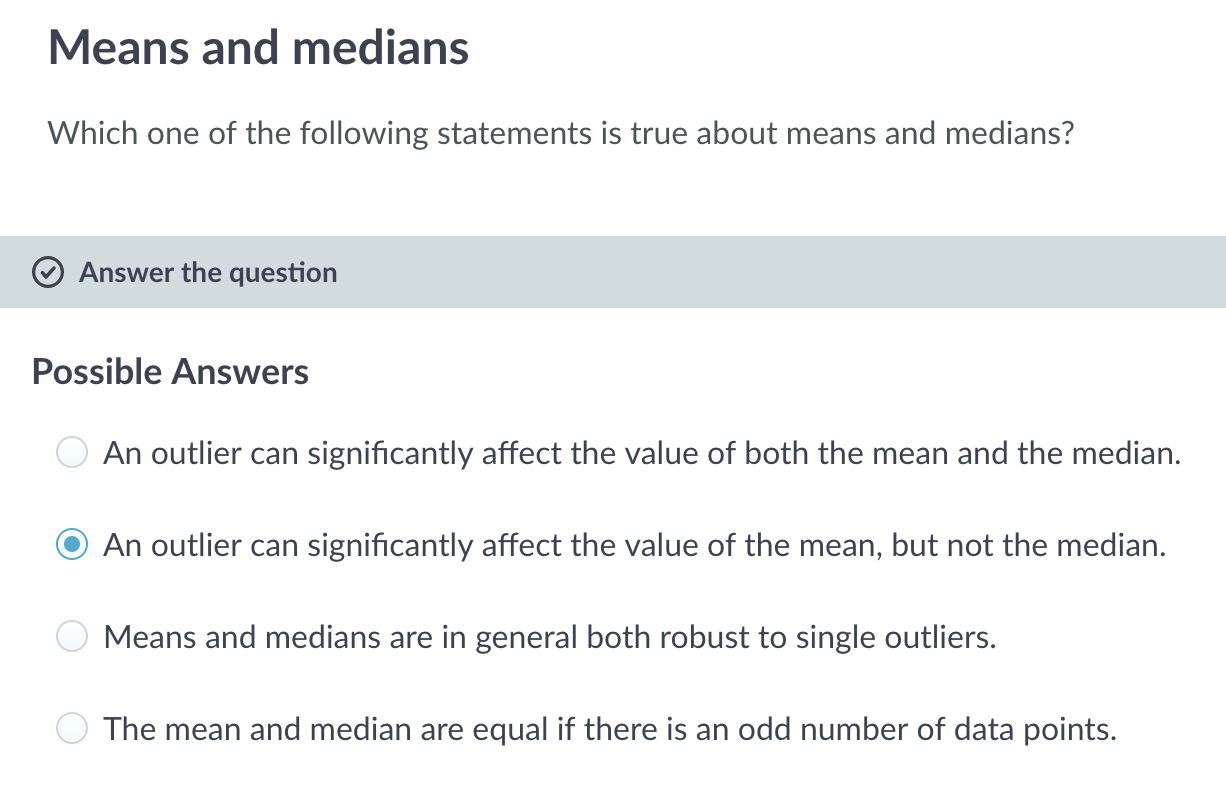 Means and medians
Which one of the following statements is true about means and medians?
Answer the question
Possible Answers
An outlier can significantly affect the value of both the mean and the median.
An outlier can significantly affect the value of the mean, but not the median.
Means and medians are in general both robust to single outliers.
The mean and median are equal if there is an odd number of data points.